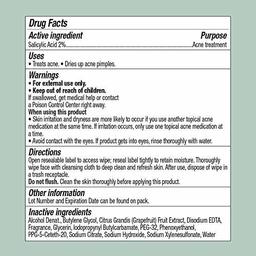 Drug Facts
Active ingredient Purpose
Salicylic Acid 2% Acne treatment
Uses
• Treats acne. • Dries up acne pimples.
Warnings
• For external use only.
• Keep out of reach of children.
If swallowed, get medical help or contact
a Poison Control Center right away.
When using this product
• Skin irritation and dryness are more likely to occur if you use another topical acne
medication at the same time. If irritation occurs, only use one topical acne medication at
a time.
• Avoid contact with the eyes. If product gets into eyes, rinse thoroughly with water.
Directions
Open resealable label to access wipe; reseal label tightly to retain moisture. Thoroughly
wipe face with cleansing cloth to deep clean and refresh skin. After use, dispose of wipe in
a trash receptacle.
Do not flush. Clean the skin thoroughly before applying this product.
Other information
Lot Number and Expiration Date can be found on pack.
Inactive ingredients
Alcohol Denat., Butylene Glycol, Citrus Grandis (Grapefruit) Fruit Extract, Disodium EDTA,
Fragrance, Glycerin, Iodopropynyl Butylcarbamate, PEG-32, Phenoxyethanol,
PPG-5-Ceteth-20, Sodium Citrate, Sodium Hydroxide, Sodium Xylenesulfonate, Water